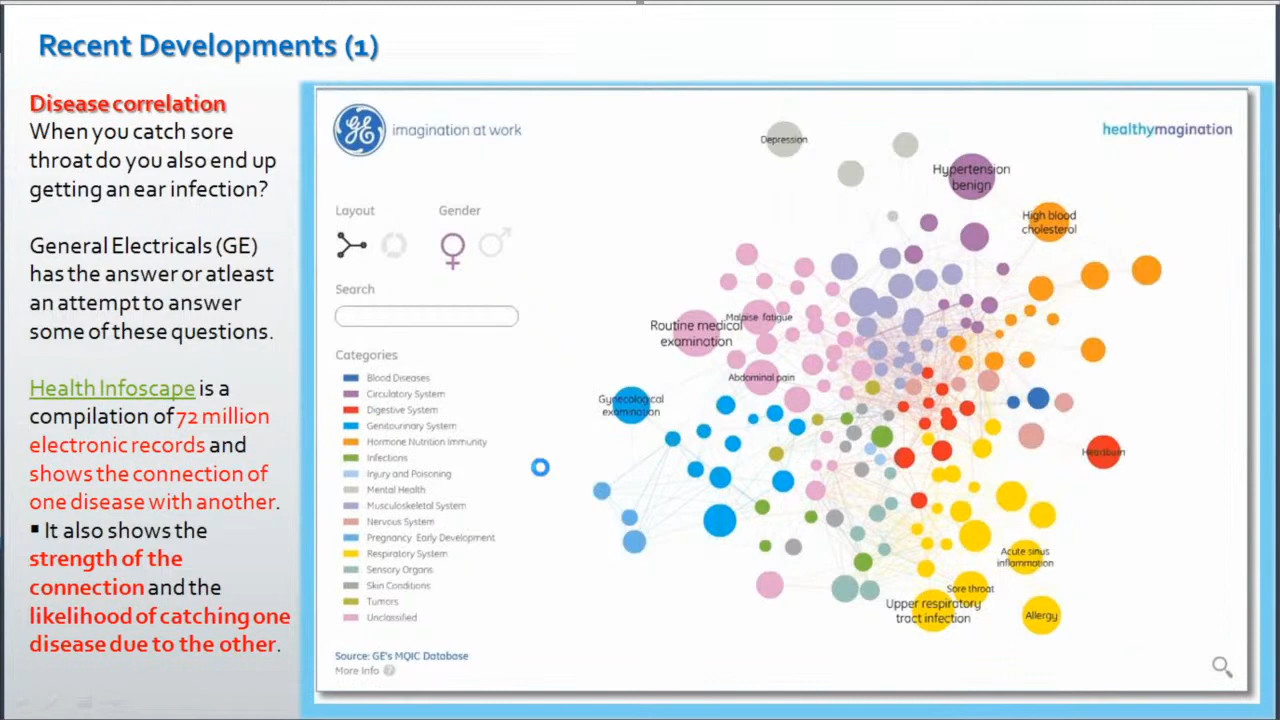 Recent Developments (1)
Disease correlation
When you catch sore
throat do you also end up
getting an ear infection?
General Electricals (GE)
has the answer or atleast
an attempt to answer
some of these questions.
Health Infoscape is a
compilation of 72 million
electronic records and
shows the connection of
one disease with another.
▪ It also shows the
strength of the
connection and the
likelihood of catching one
disease due to the other.
GE
imagination at work
healthymagination
Layout
Gender
Search
Categories
Blood Diseases
Circulatory System
Digestive System
Genitourinary System
Hormone Nutrition Immunity
Infections
Injury and Poisoning
Mental Health
Musculoskeletal System
Nervous System
Pregnancy Early Development
Respiratory System
Sensory Organs
Skin Conditions
Tumors
Unclassified
Source: GE's MQIC Database
More Info ?
Depression
Hypertension
benign
High blood
cholesterol
Malaise fatigue
Routine medical
examination
Abdominal pain
Gynecological
examination
Heartburn
Acute sinus
inflammation
Sore throat
Upper respiratory
tract infection
Allergy